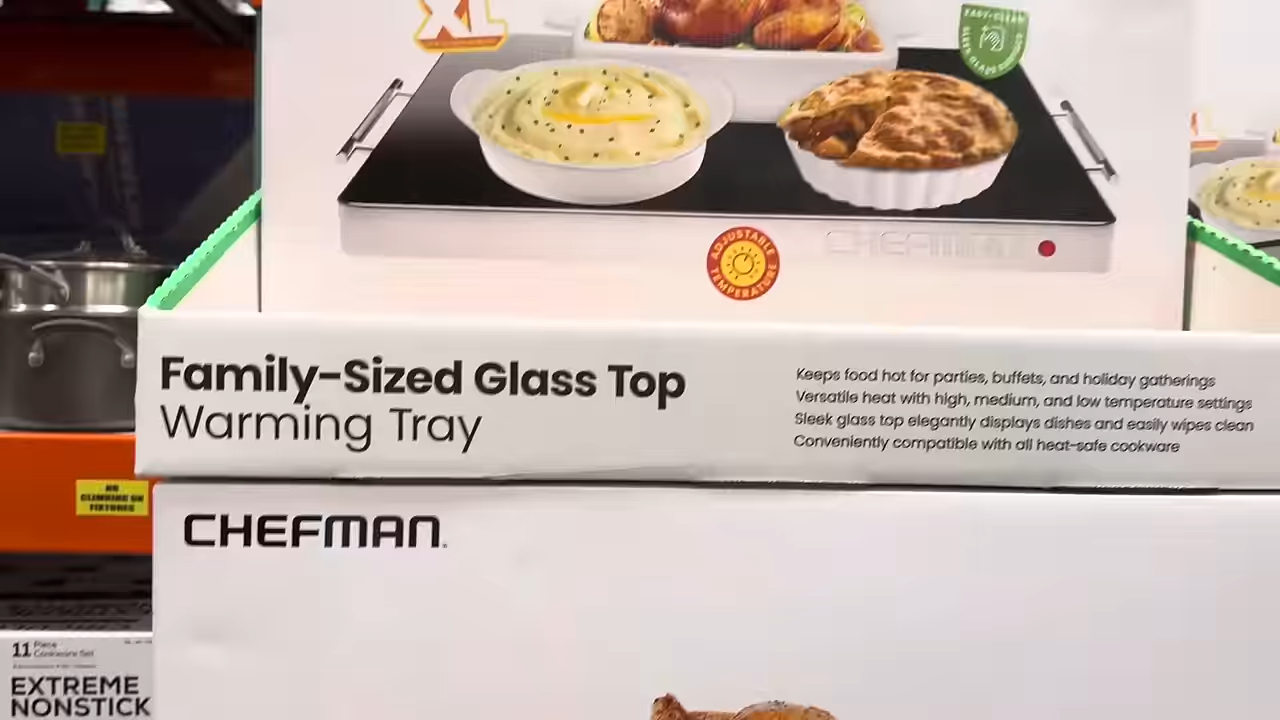 XL
EASY-CLEAN
ADJUSTABLE
TEMPERATURE
CHEFMAN
Family-Sized Glass Top
Warming Tray
Keeps food hot for parties, buffets, and holiday gatherings
Versatile heat with high, medium, and low temperature settings
Sleek glass top elegantly displays dishes and easily wipes clean
Conveniently compatible with all heat-safe cookware
NO
CLIMBING ON
FIXTURES
CHEFMAN
11 Piece
Cookware Set
EXTREME
NONSTICK